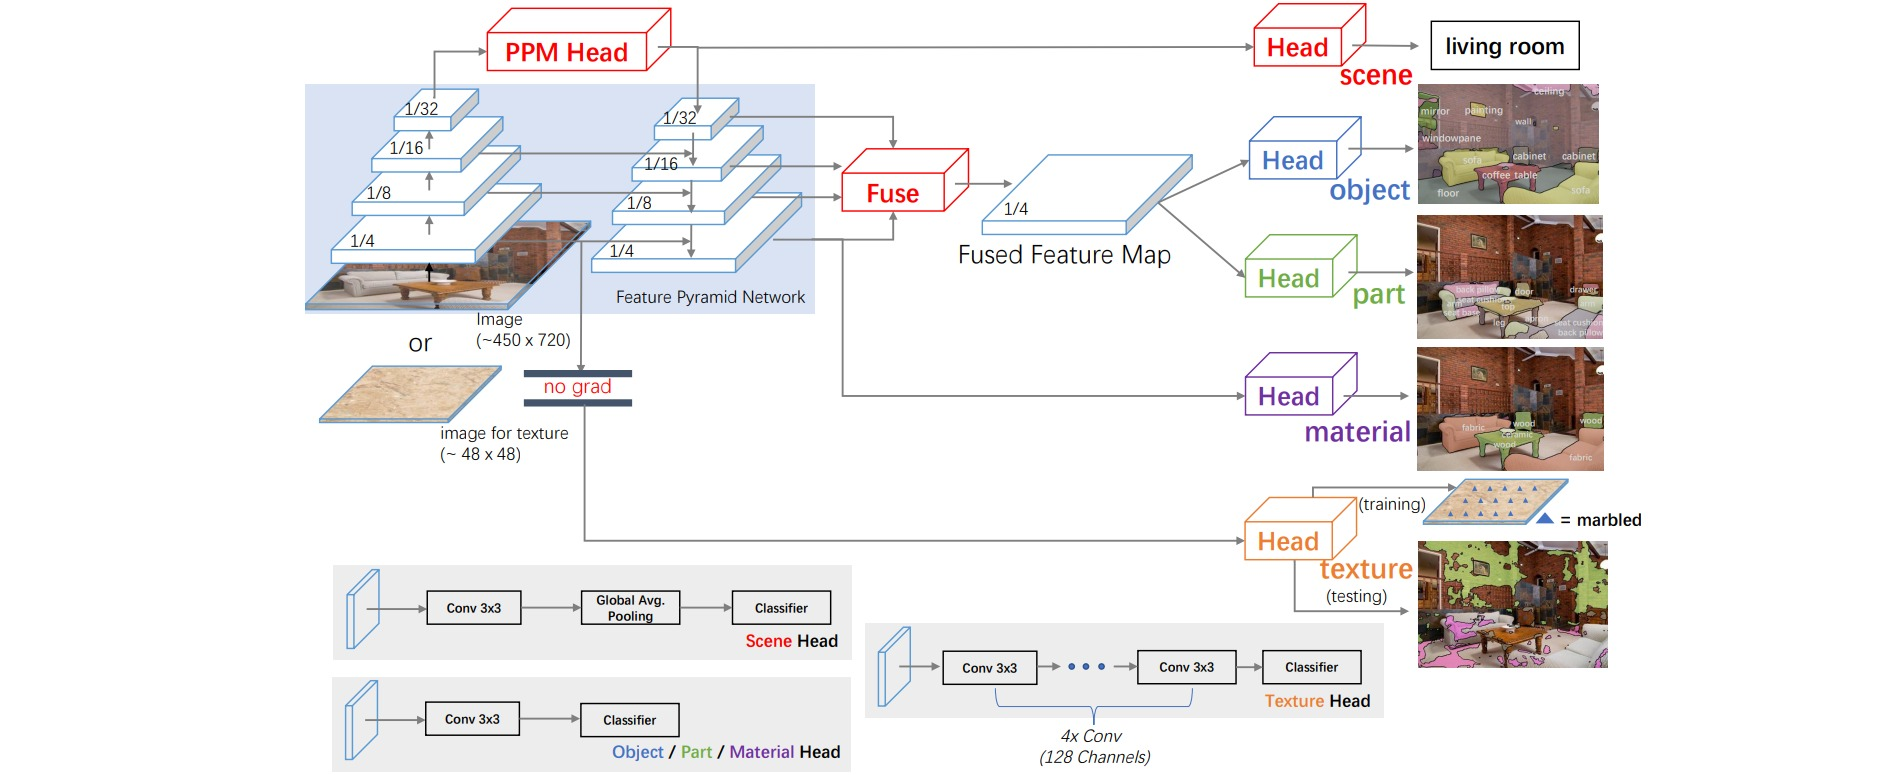 PPM Head
Head
scene
living room
1/32
1/16
1/8
1/4
1/32
1/16
1/8
1/4
Feature Pyramid Network
Fuse
1/4
Fused Feature Map
Head
object
ceiling
mirror
painting
wall
windowpane
sofa
cabinet
cabinet
coffee table
floor
sofa
Head
part
back pillow
door
drawer
seat cushion
arm
top
seat base
leg
apron
seat cushion
back pillow
Image
(~450 x 720)
or
no grad
image for texture
(~ 48 x 48)
Head
material
fabric
wood
wood
ceramic
wood
fabric
Head
texture
(training)
= marbled
(testing)
Conv 3x3
Global Avg.
Pooling
Classifier
Scene Head
Conv 3x3
Classifier
Object / Part / Material Head
Conv 3x3
Conv 3x3
Classifier
Texture Head
4x Conv
(128 Channels)